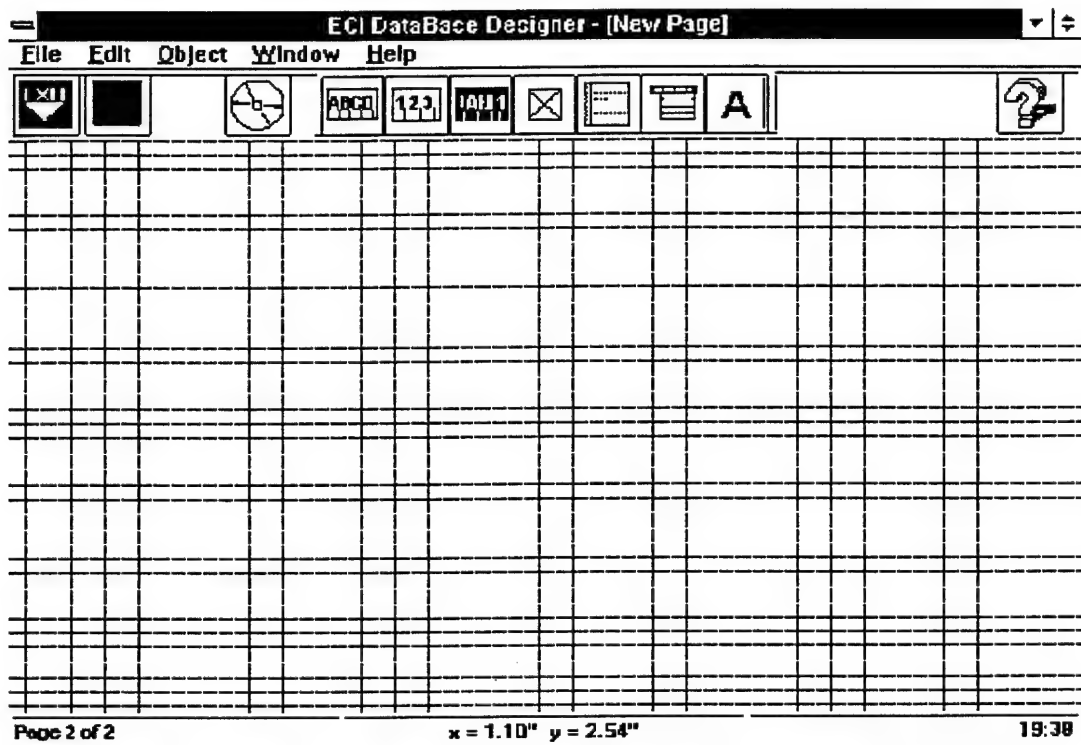 ECI DataBase Designer - [New Page]
File Edit Object Window Help
EXIT ABCD 123 A
Page 2 of 2 x = 1.10" y = 2.54" 19:38